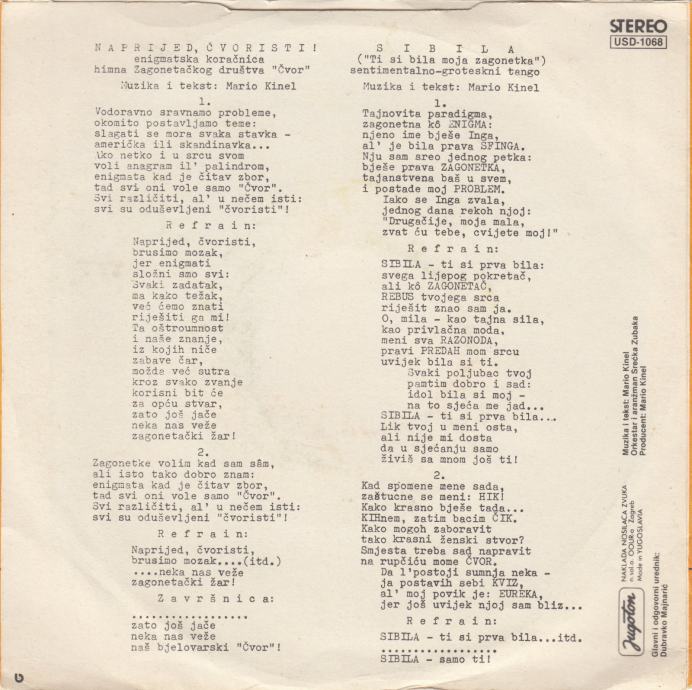 STEREO
USD-1068
NAPRIJED, ČVORISTI!
enigmatska koračnica
himna Zagonetačkog društva "Čvor"
Muzika i tekst: Mario Kinel
1.
Vodoravno sravnamo probleme,
okomito postavljamo teme:
slagati se mora svaka stavka -
američka ili skandinavka...
Ako netko i u srcu svom
voli anagram il' palindrom,
enigmata kad je čitav zbor,
tad svi oni vole samo "Čvor".
Svi različiti, al' u nečem isti:
svi su oduševljeni "čvoristi"!
Refrain:
Naprijed, čvoristi,
brusimo mozak,
jer enigmati
složni smo svi:
Svaki zadatak,
ma kako težak,
već ćemo znati
riješiti ga mi!
Ta oštroumnost
i naše znanje,
iz kojih niče
zabave čar,
možda već sutra
kroz svako zvanje
korisni bit će
za opću stvar,
zato još jače
neka nas veže
zagonetački žar!
2.
Zagonetke volim kad sam sâm,
ali isto tako dobro znam:
enigmata kad je čitav zbor,
tad svi oni vole samo "Čvor".
Svi različiti, al' u nečem isti:
svi su oduševljeni "čvoristi"!
Refrain:
Naprijed, čvoristi,
brusimo mozak....(itd.)
....neka nas veže
zagonetački žar!
Završnica:
.................
zato još jače
neka nas veže
naš bjelovarski "Čvor"!
SIBILA
("Ti si bila moja zagonetka")
sentimentalno-groteskni tango
Muzika i tekst: Mario Kinel
1.
Tajnovita paradigma,
zagonetna kô ENIGMA:
njeno ime bješe Inga,
al' je bila prava SFINGA.
Nju sam sreo jednog petka:
bješe prava ZAGONETKA,
tajanstvena baš u svem,
i postade moj PROBLEM.
Iako se Inga zvala,
jednog dana rekoh njoj:
"Drugačije, moja mala,
zvat ću tebe, cvijete moj!"
Refrain:
SIBILA - ti si prva bila:
svega lijepog pokretač,
ali kô ZAGONETAČ,
REBUS tvojega srca
riješit znao sam ja.
O, mila - kao tajna sila,
kao privlačna moda,
meni sva RAZONODA,
pravi PREDAH mom srcu
uvijek bila si ti.
Svaki poljubac tvoj
pamtim dobro i sad:
idol bila si moj -
na to sjeća me jad...
SIBILA - ti si prva bila...
Lik tvoj u meni osta,
ali nije mi dosta
da u sjećanju samo
živiš sa mnom još ti!
2.
Kad spomene mene sada,
zaštucne se meni: HIK!
Kako krasno bješe tada...
KIHnem, zatim bacim ČIK.
Kako mogoh zaboravit
tako krasni ženski stvor?
Smjesta treba sad napravit
na rupčiću mome ČVOR.
Da l'postoji sumnja neka -
ja postavih sebi KVIZ,
al' moj povik je: EUREKA,
jer još uvijek njoj sam bliz...
Refrain:
SIBILA - ti si prva bila...itd.
..................
SIBILA - samo ti!
Muzika i tekst: Mario Kinel
Orkestar i aranžman Srećka Zubaka
Producent: Mario Kinel
Jugoton
NAKLADA NOSILACA ZVUKA
n. sol. o. OOUR-a Zagreb
Made in YUGOSLAVIA
Glavni i odgovorni urednik:
Dubravko Majnarić